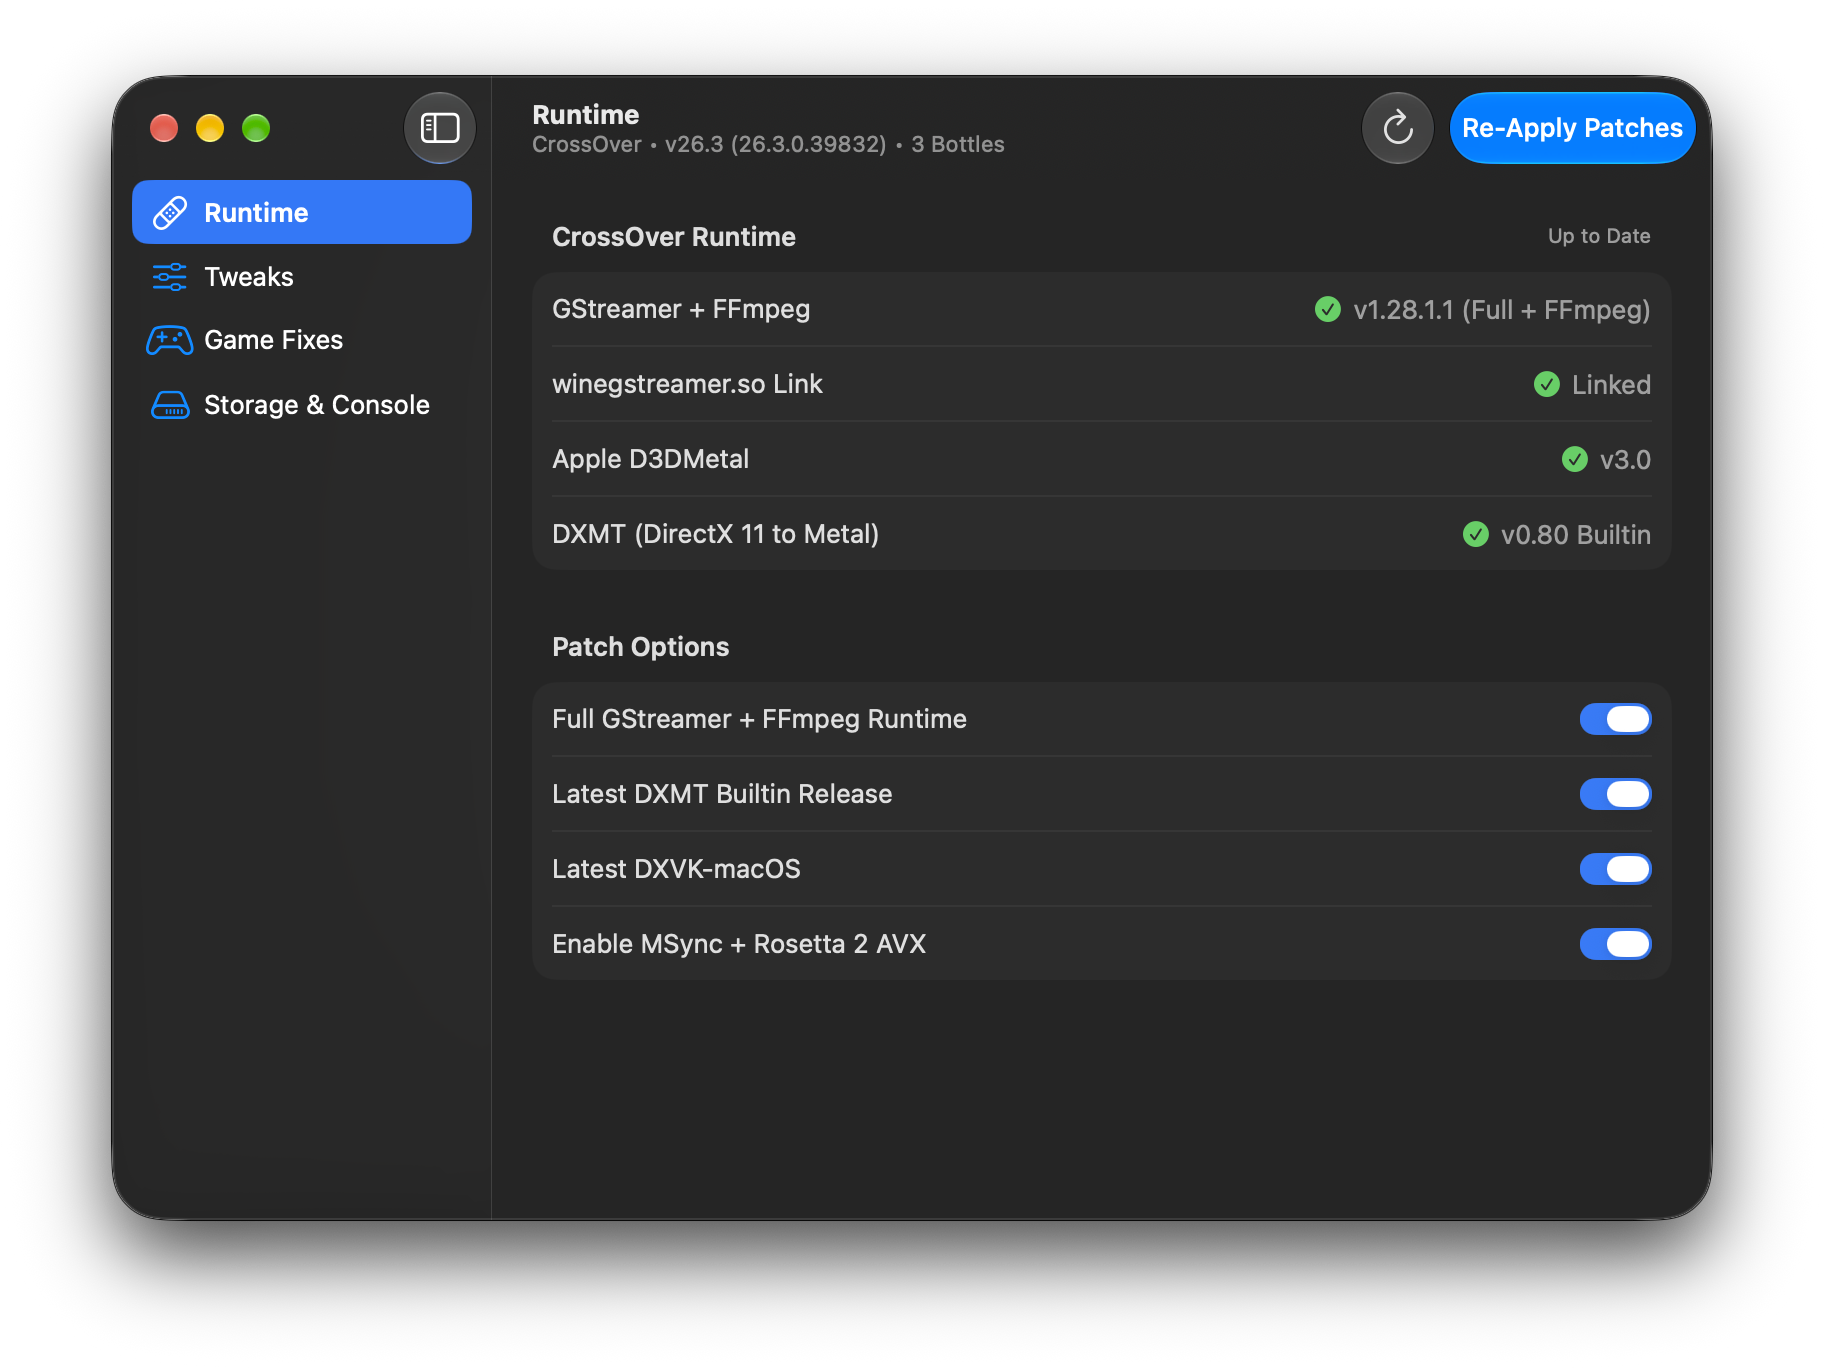 Runtime
Tweaks
Game Fixes
Storage & Console
Runtime
CrossOver • v26.3 (26.3.0.39832) • 3 Bottles
Re-Apply Patches
CrossOver Runtime
Up to Date
GStreamer + FFmpeg
v1.28.1.1 (Full + FFmpeg)
winegstreamer.so Link
Linked
Apple D3DMetal
v3.0
DXMT (DirectX 11 to Metal)
v0.80 Builtin
Patch Options
Full GStreamer + FFmpeg Runtime
Latest DXMT Builtin Release
Latest DXVK-macOS
Enable MSync + Rosetta 2 AVX